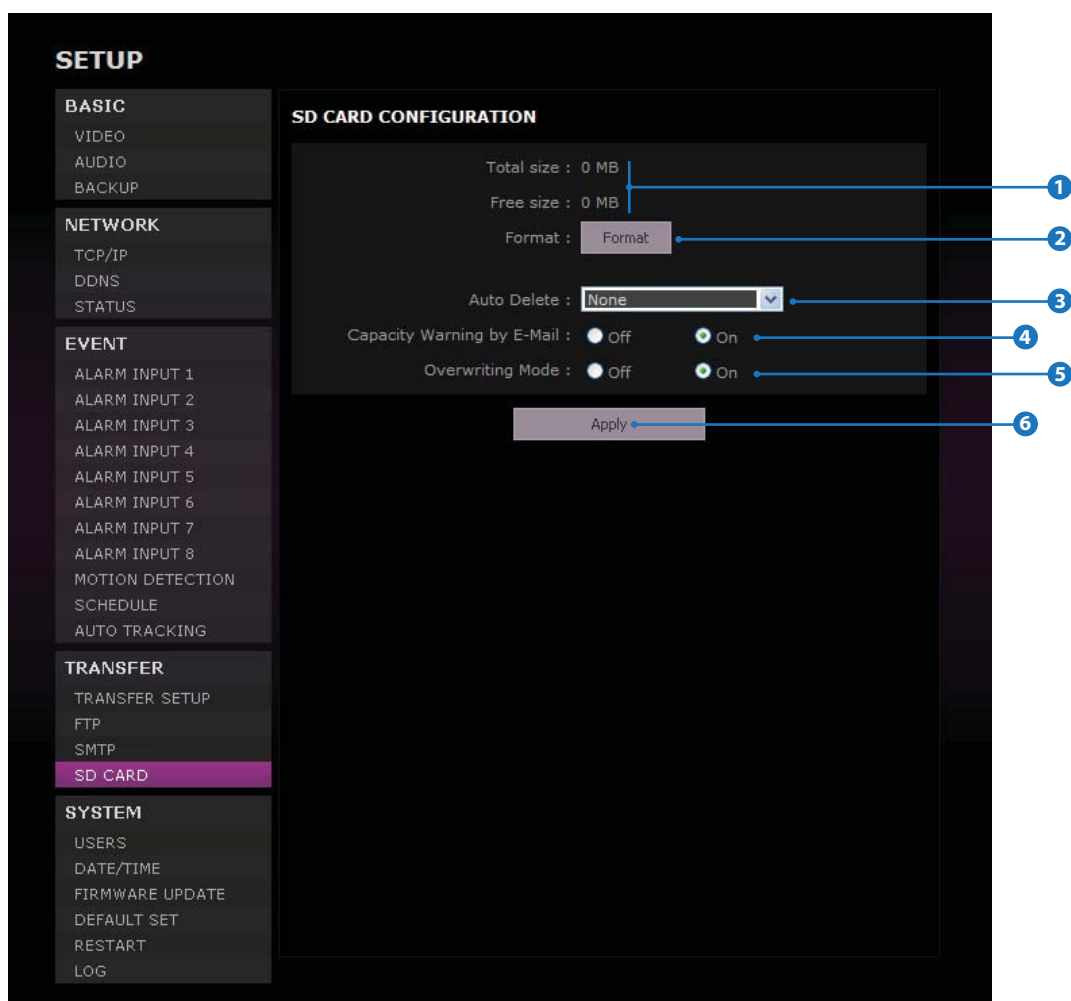 SETUP
BASIC
VIDEO
AUDIO
BACKUP
NETWORK
TCP/IP
DDNS
STATUS
EVENT
ALARM INPUT 1
ALARM INPUT 2
ALARM INPUT 3
ALARM INPUT 4
ALARM INPUT 5
ALARM INPUT 6
ALARM INPUT 7
ALARM INPUT 8
MOTION DETECTION
SCHEDULE
AUTO TRACKING
TRANSFER
TRANSFER SETUP
FTP
SMTP
SD CARD
SYSTEM
USERS
DATE/TIME
FIRMWARE UPDATE
DEFAULT SET
RESTART
LOG
SD CARD CONFIGURATION
Total size : 0 MB
1
Free size : 0 MB
Format : Format 2
Auto Delete : None 3
Capacity Warning by E-Mail : Off On 4
Overwriting Mode : Off On 5
Apply 6